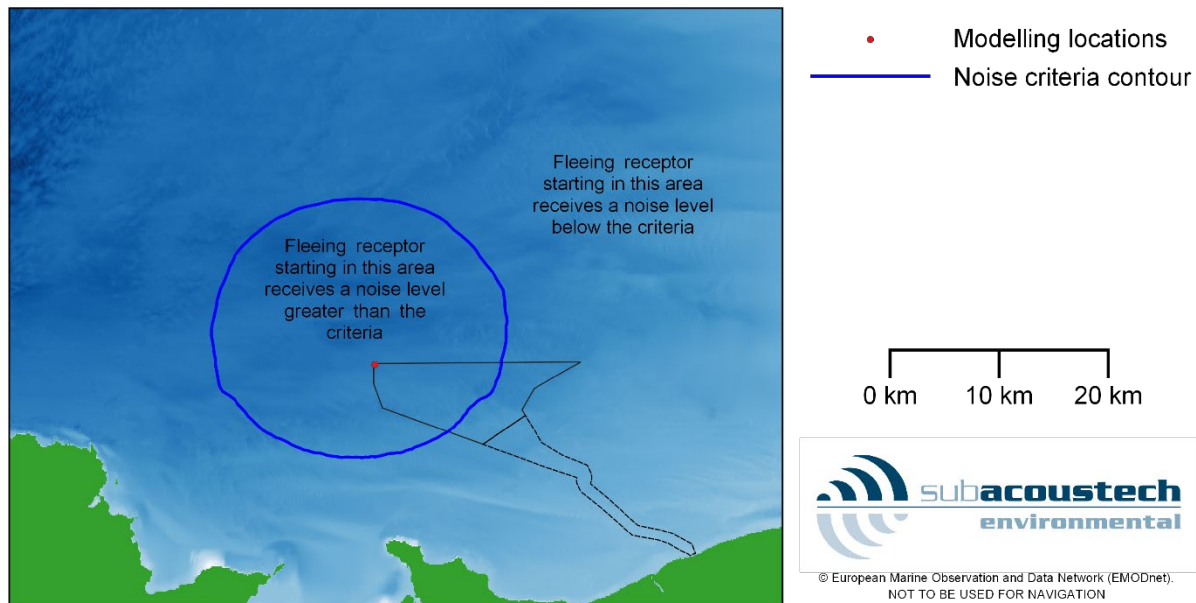 Fleeing receptor
starting in this area
receives a noise level
below the criteria
Fleeing receptor
starting in this area
receives a noise level
greater than the
criteria
Modelling locations
Noise criteria contour
0 km 10 km 20 km
subacoustech
environmental
© European Marine Observation and Data Network (EMODnet).
NOT TO BE USED FOR NAVIGATION